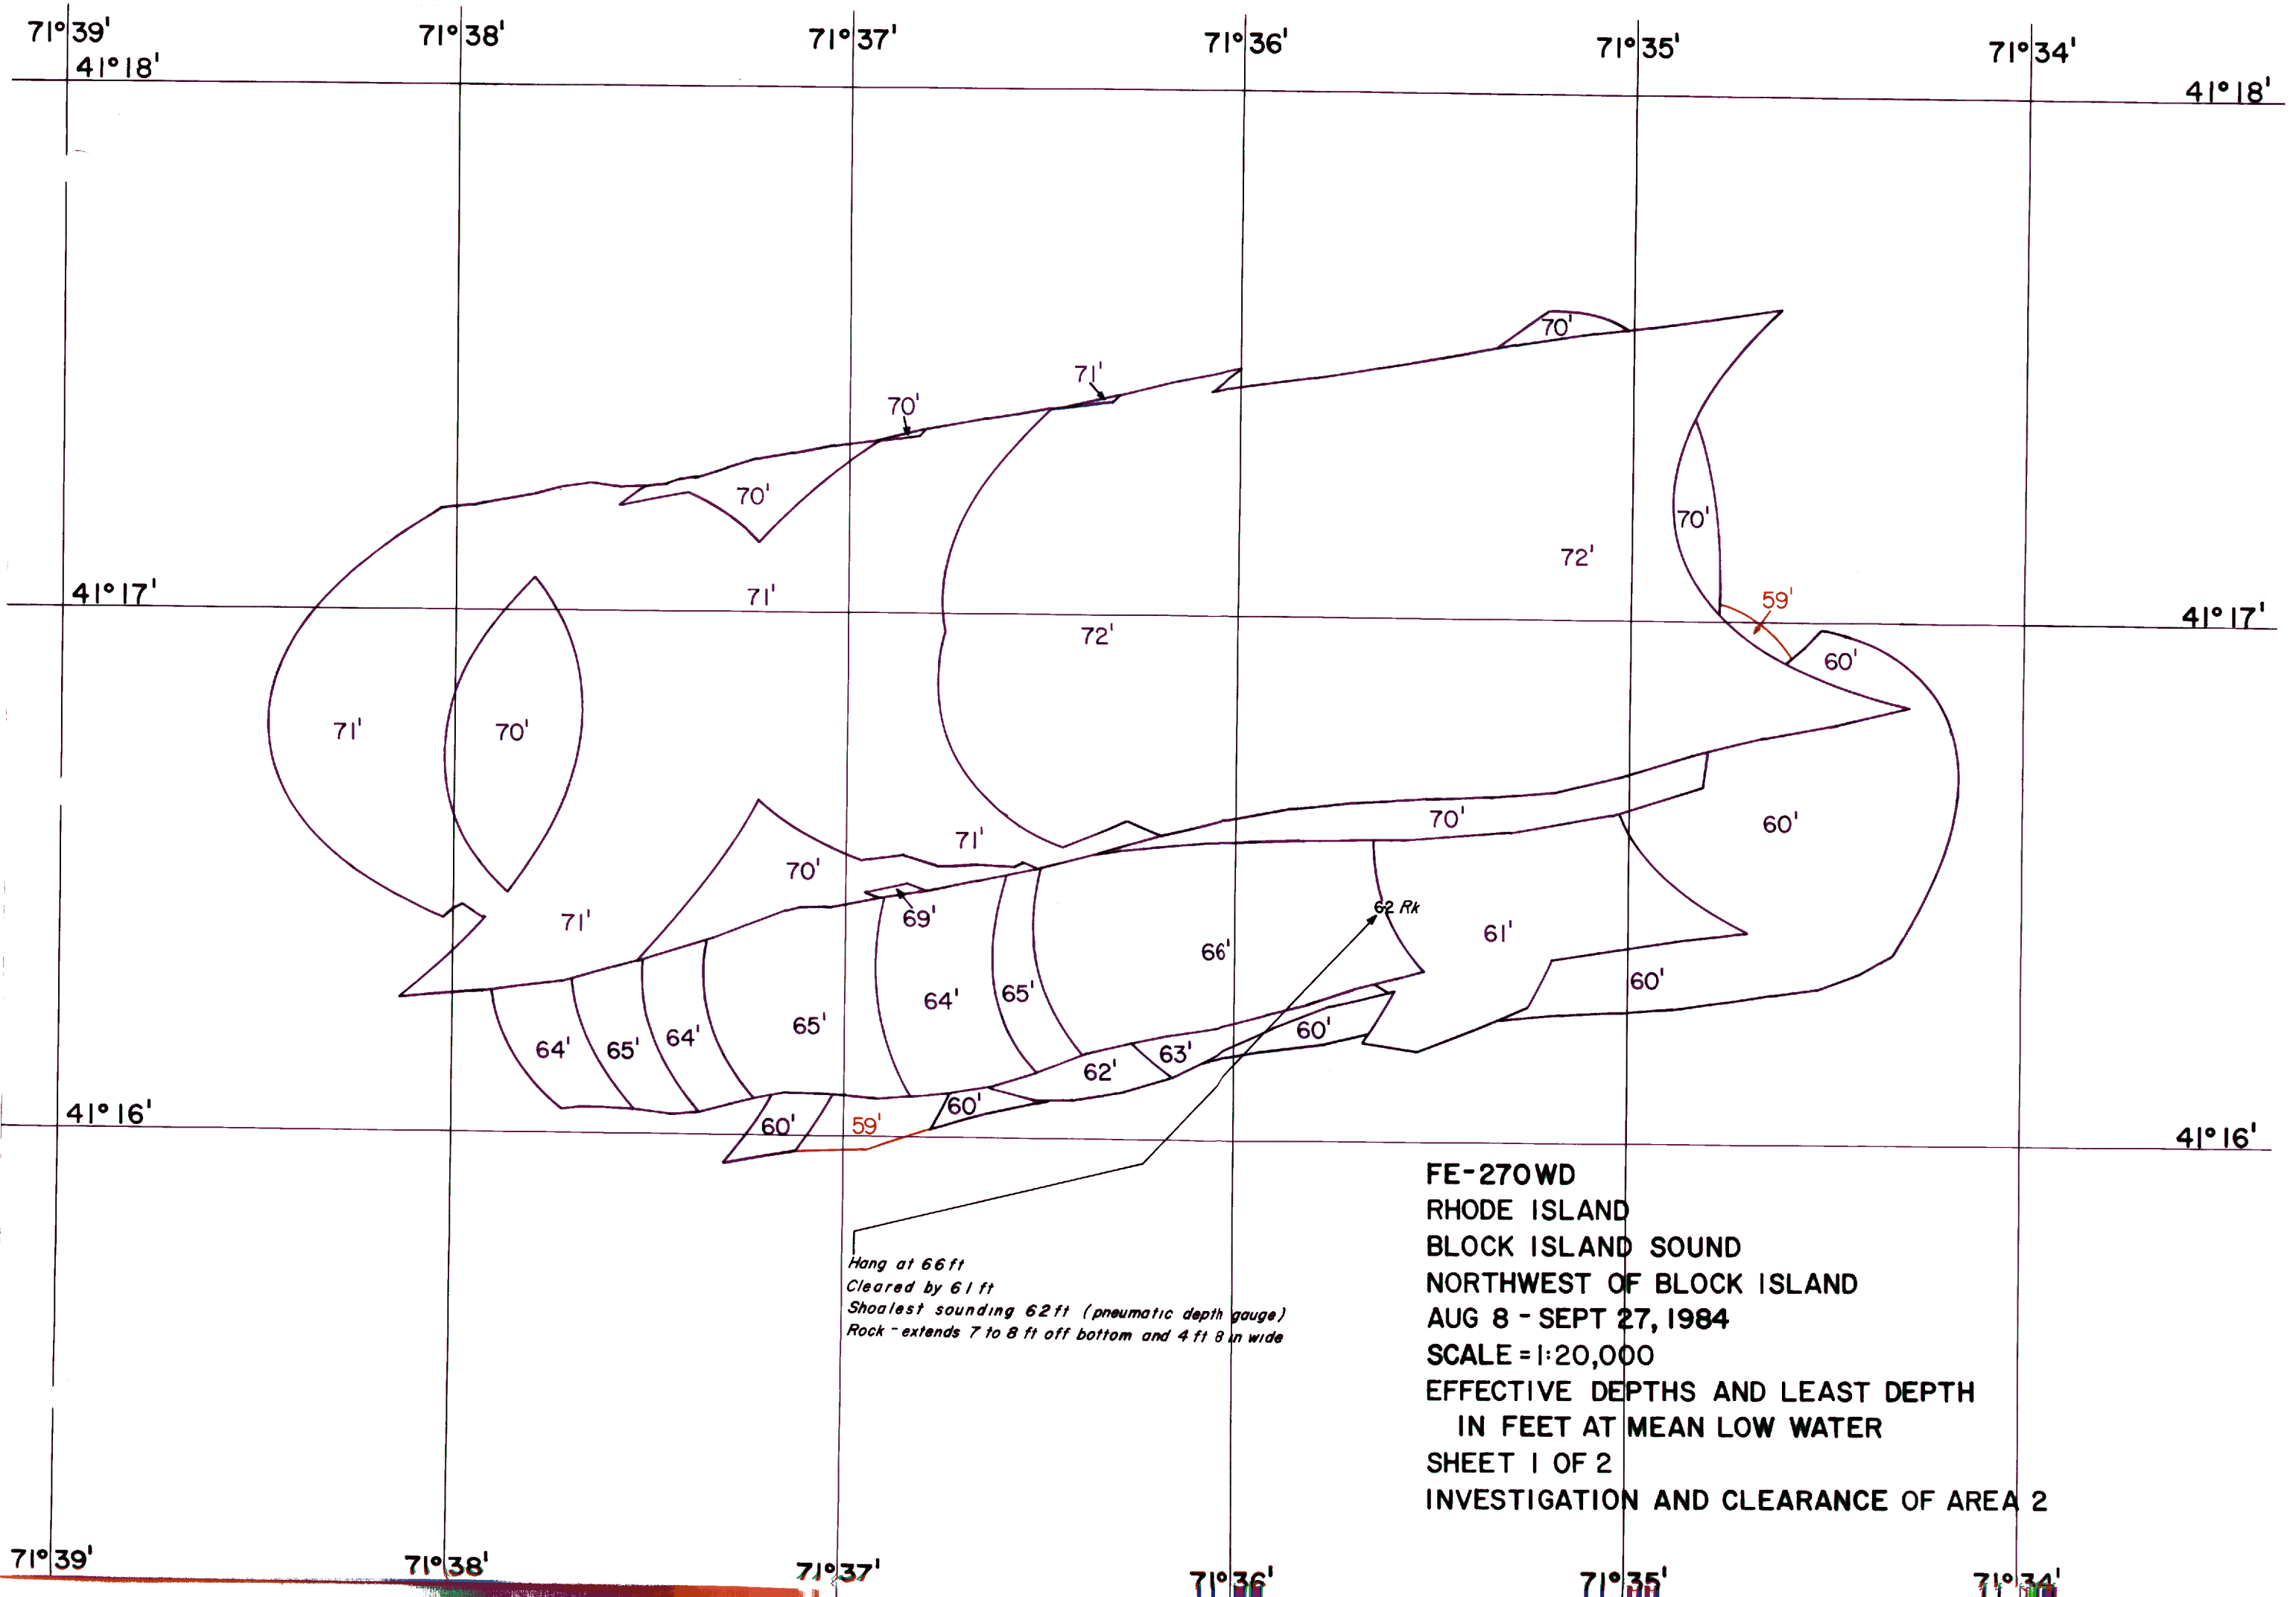 71°39' 71°38' 71°37' 71°36' 71°35' 71°34'
41°18' 41°18'
70'
71'
70'
70'
70'
72'
41°17' 71' 59' 41°17'
72'
60'
71' 70'
70' 60'
71'
70'
62 Rk
69'
71' 61'
66'
60'
65' 64'
65' 60'
64' 65' 64' 63'
62'
60'
41°16' 60' 59' 41°16'
Hang at 66 ft
Cleared by 61 ft
Shoalest sounding 62 ft (pneumatic depth gauge)
Rock - extends 7 to 8 ft off bottom and 4 ft 8 in wide
FE-270WD
RHODE ISLAND
BLOCK ISLAND SOUND
NORTHWEST OF BLOCK ISLAND
AUG 8 - SEPT 27, 1984
SCALE = 1:20,000
EFFECTIVE DEPTHS AND LEAST DEPTH
IN FEET AT MEAN LOW WATER
SHEET 1 OF 2
INVESTIGATION AND CLEARANCE OF AREA 2
71°39' 71°38' 71°37' 71°36' 71°35' 71°34'